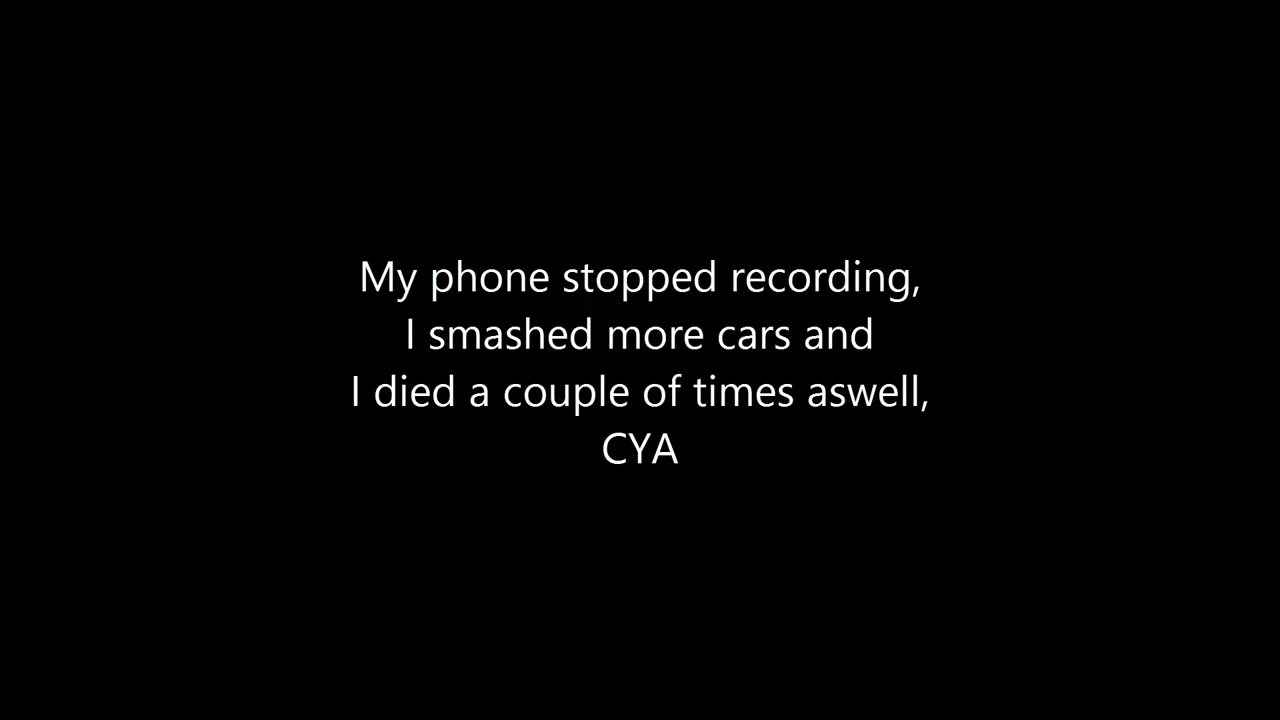 My phone stopped recording,
I smashed more cars and
I died a couple of times aswell,
CYA